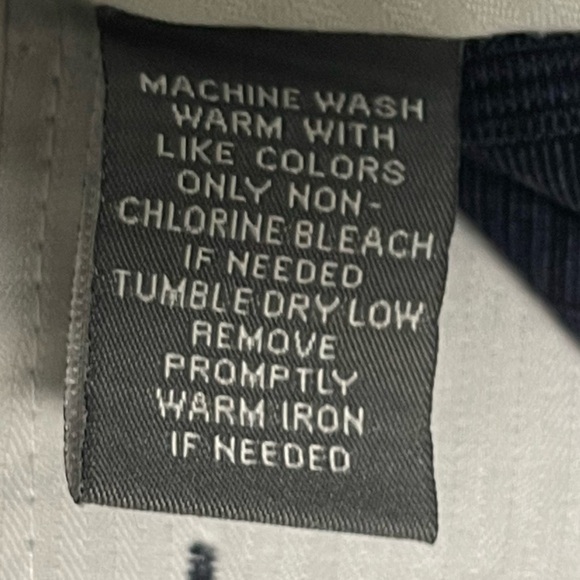 MACHINE WASH
WARM WITH
LIKE COLORS
ONLY NON-
CHLORINE BLEACH
IF NEEDED
TUMBLE DRY LOW
REMOVE
PROMPTLY
WARM IRON
IF NEEDED